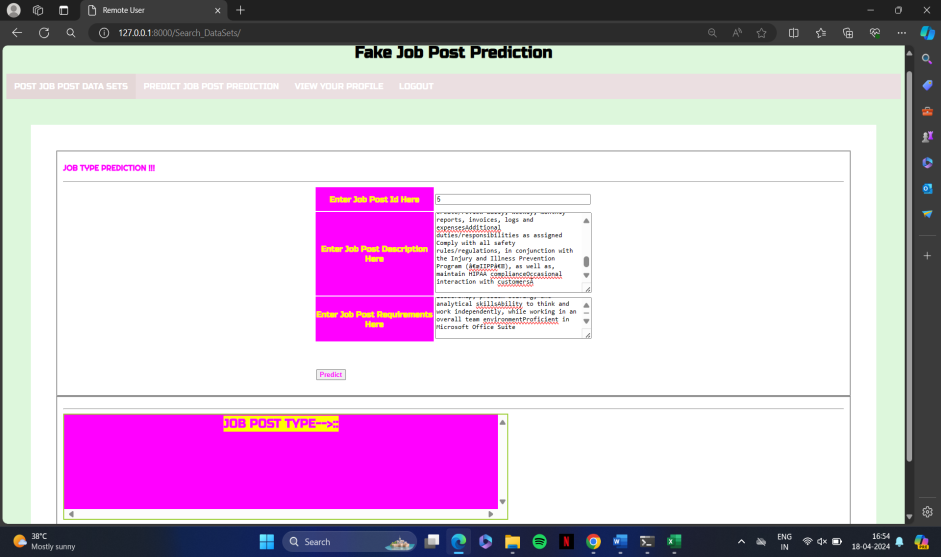 Remote User
127.0.0.1:8000/Search_DataSets/
Fake Job Post Prediction
POST JOB POST DATA SETS PREDICT JOB POST PREDICTION VIEW YOUR PROFILE LOGOUT
JOB TYPE PREDICTION !!!
Enter Job Post Id Here 5
Enter Job Post Description Here
reports, invoices, logs and
expensesAdditional
duties/responsibilities as assigned
Comply with all safety
rules/regulations, in conjunction with
the Injury and Illness Prevention
Program (â€œIIPPâ€), as well as,
maintain HIPAA complianceOccasional
interaction with customersÂ
Enter Job Post Requirements Here
analytical skillsAbility to think and
work independently, while working in an
overall team environmentProficient in
Microsoft Office Suite
Predict
JOB POST TYPE-->::
38°C
Mostly sunny
Search
ENG
IN
16:54
18-04-2024